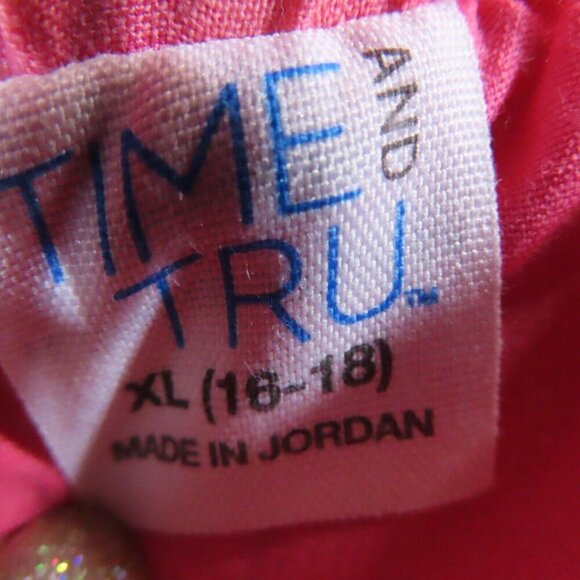 TIME AND
TRU™
XL (16-18)
MADE IN JORDAN